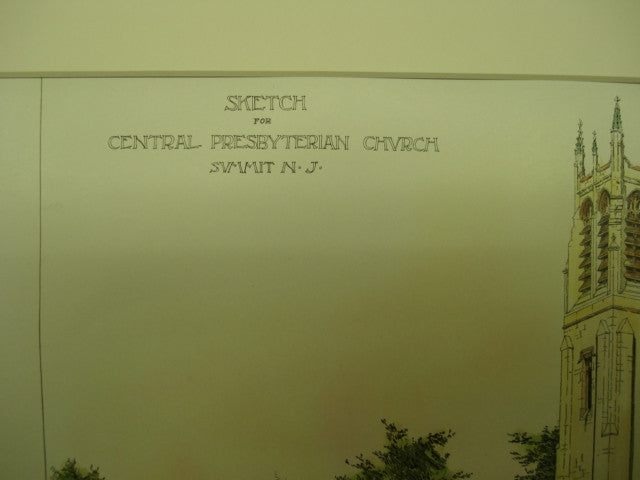 SKETCH
FOR
CENTRAL PRESBYTERIAN CHVRCH
SVMMIT N. J.